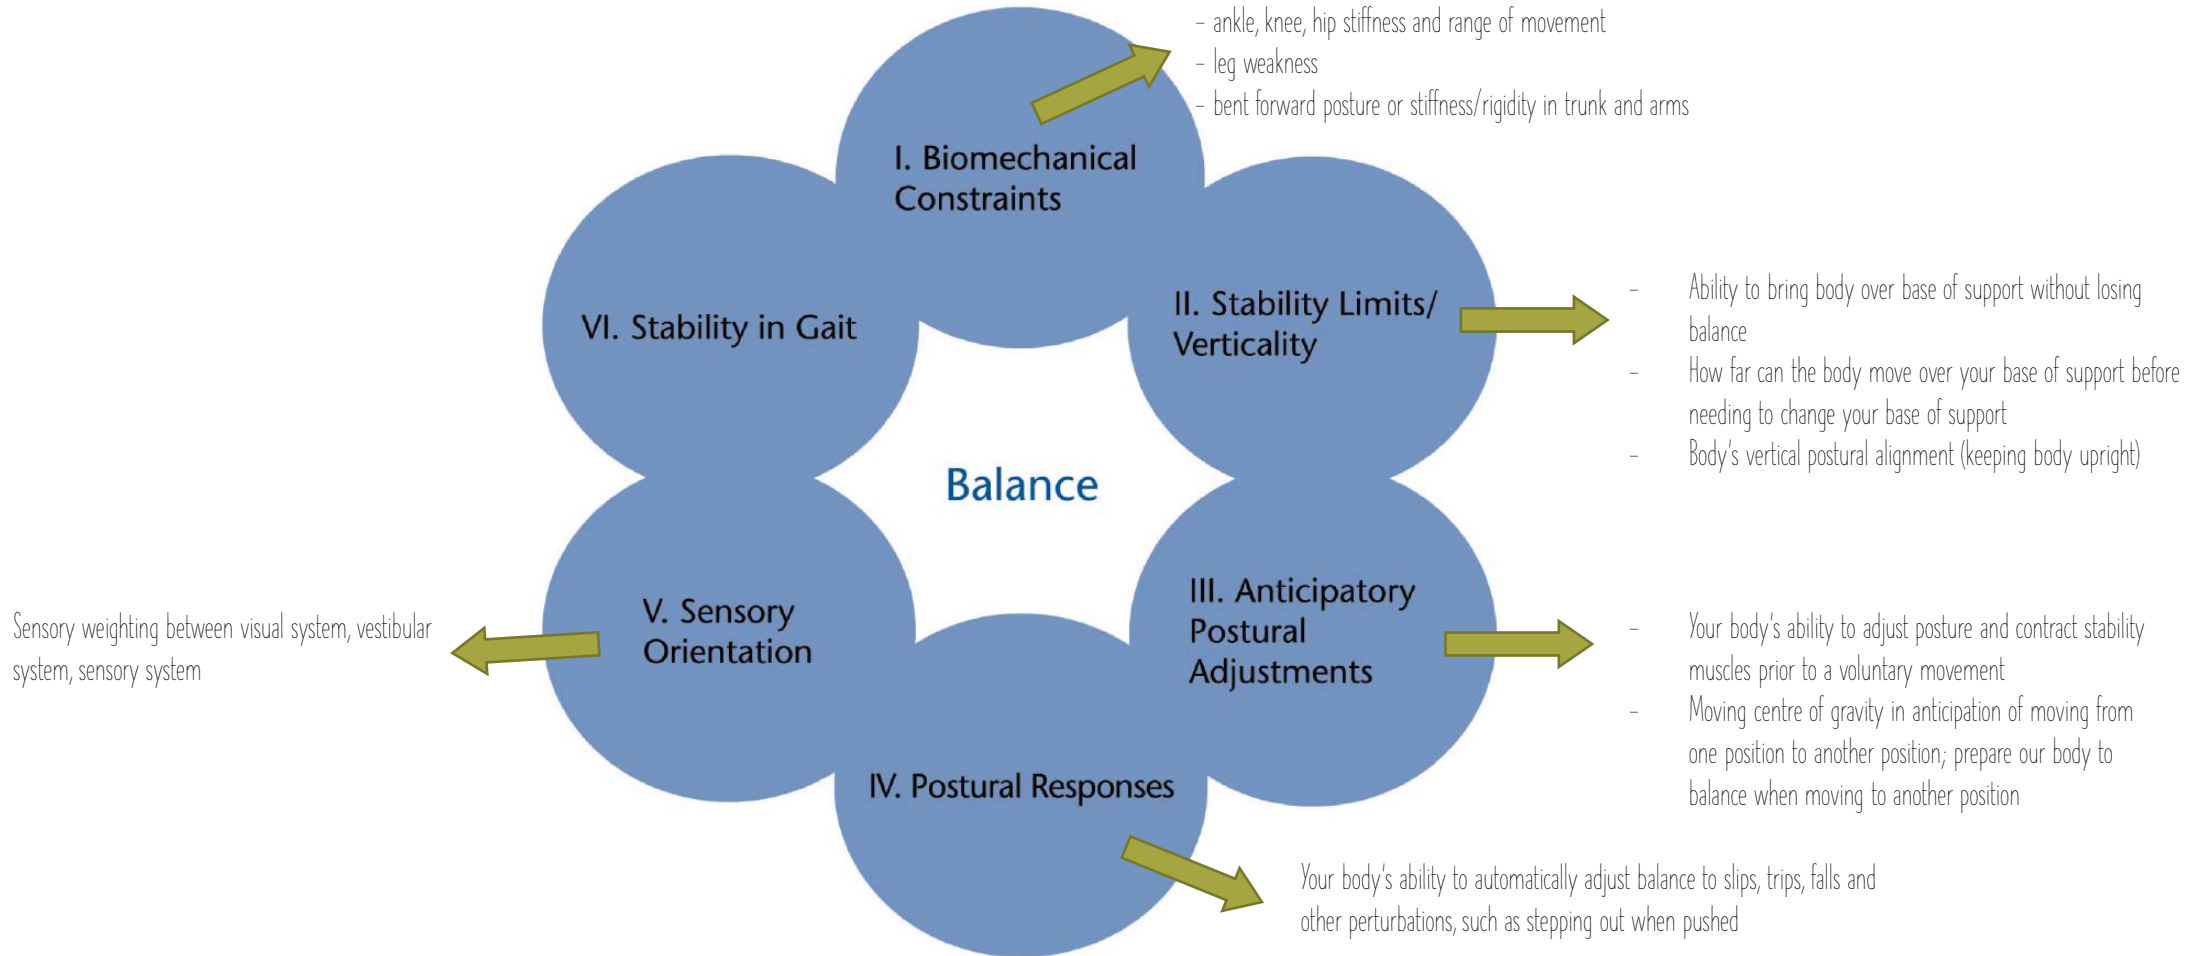 - ankle, knee, hip stiffness and range of movement
- leg weakness
- bent forward posture or stiffness/rigidity in trunk and arms
I. Biomechanical
Constraints
II. Stability Limits/
Verticality
- Ability to bring body over base of support without losing
balance
- How far can the body move over your base of support before
needing to change your base of support
- Body's vertical postural alignment (keeping body upright)
VI. Stability in Gait
Balance
III. Anticipatory
Postural
Adjustments
- Your body's ability to adjust posture and contract stability
muscles prior to a voluntary movement
- Moving centre of gravity in anticipation of moving from
one position to another position; prepare our body to
balance when moving to another position
V. Sensory
Orientation
Sensory weighting between visual system, vestibular
system, sensory system
IV. Postural Responses
Your body's ability to automatically adjust balance to slips, trips, falls and
other perturbations, such as stepping out when pushed